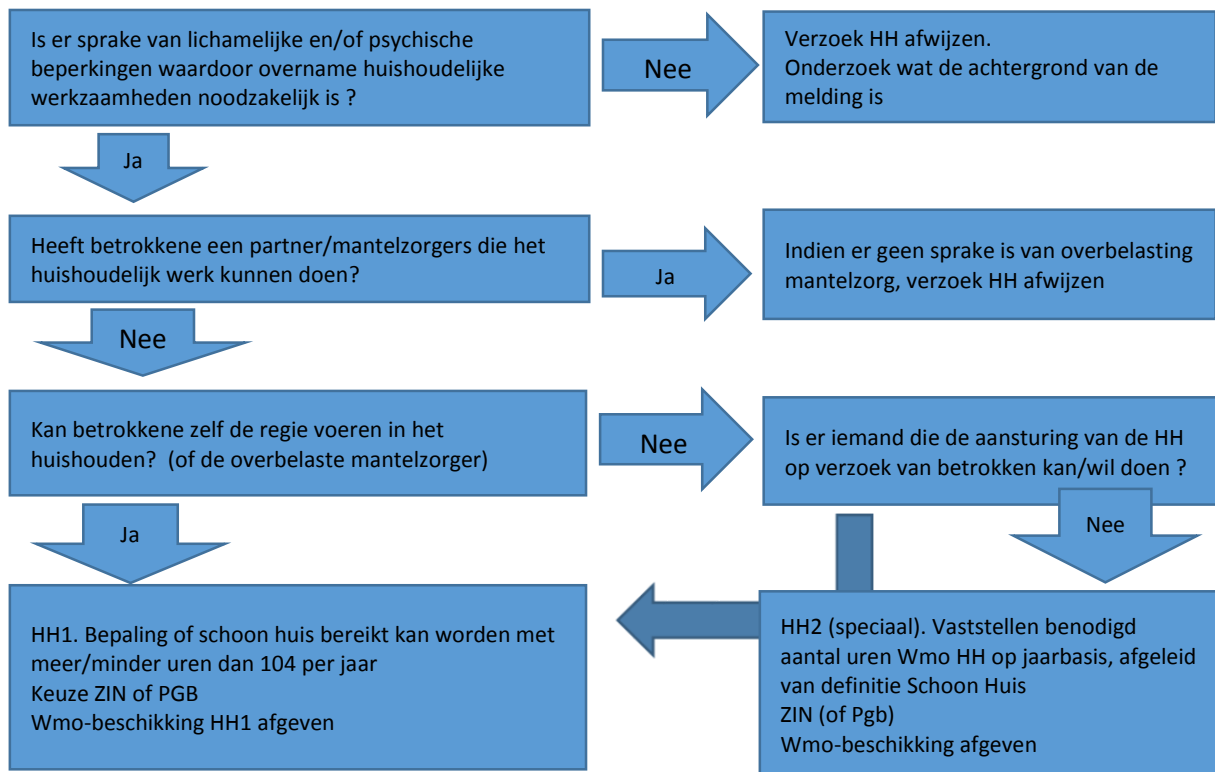 Is er sprake van lichamelijke en/of psychische
beperkingen waardoor overname huishoudelijke
werkzaamheden noodzakelijk is ?
Nee
Verzoek HH afwijzen.
Onderzoek wat de achtergrond van de
melding is
Ja
Heeft betrokkene een partner/mantelzorgers die het
huishoudelijk werk kunnen doen?
Ja
Indien er geen sprake is van overbelasting
mantelzorg, verzoek HH afwijzen
Nee
Kan betrokkene zelf de regie voeren in het
huishouden? (of de overbelaste mantelzorger)
Nee
Is er iemand die de aansturing van de HH
op verzoek van betrokken kan/wil doen ?
Ja
Nee
HH1. Bepaling of schoon huis bereikt kan worden met
meer/minder uren dan 104 per jaar
Keuze ZIN of PGB
Wmo-beschikking HH1 afgeven
HH2 (speciaal). Vaststellen benodigd
aantal uren Wmo HH op jaarbasis, afgeleid
van definitie Schoon Huis
ZIN (of Pgb)
Wmo-beschikking afgeven